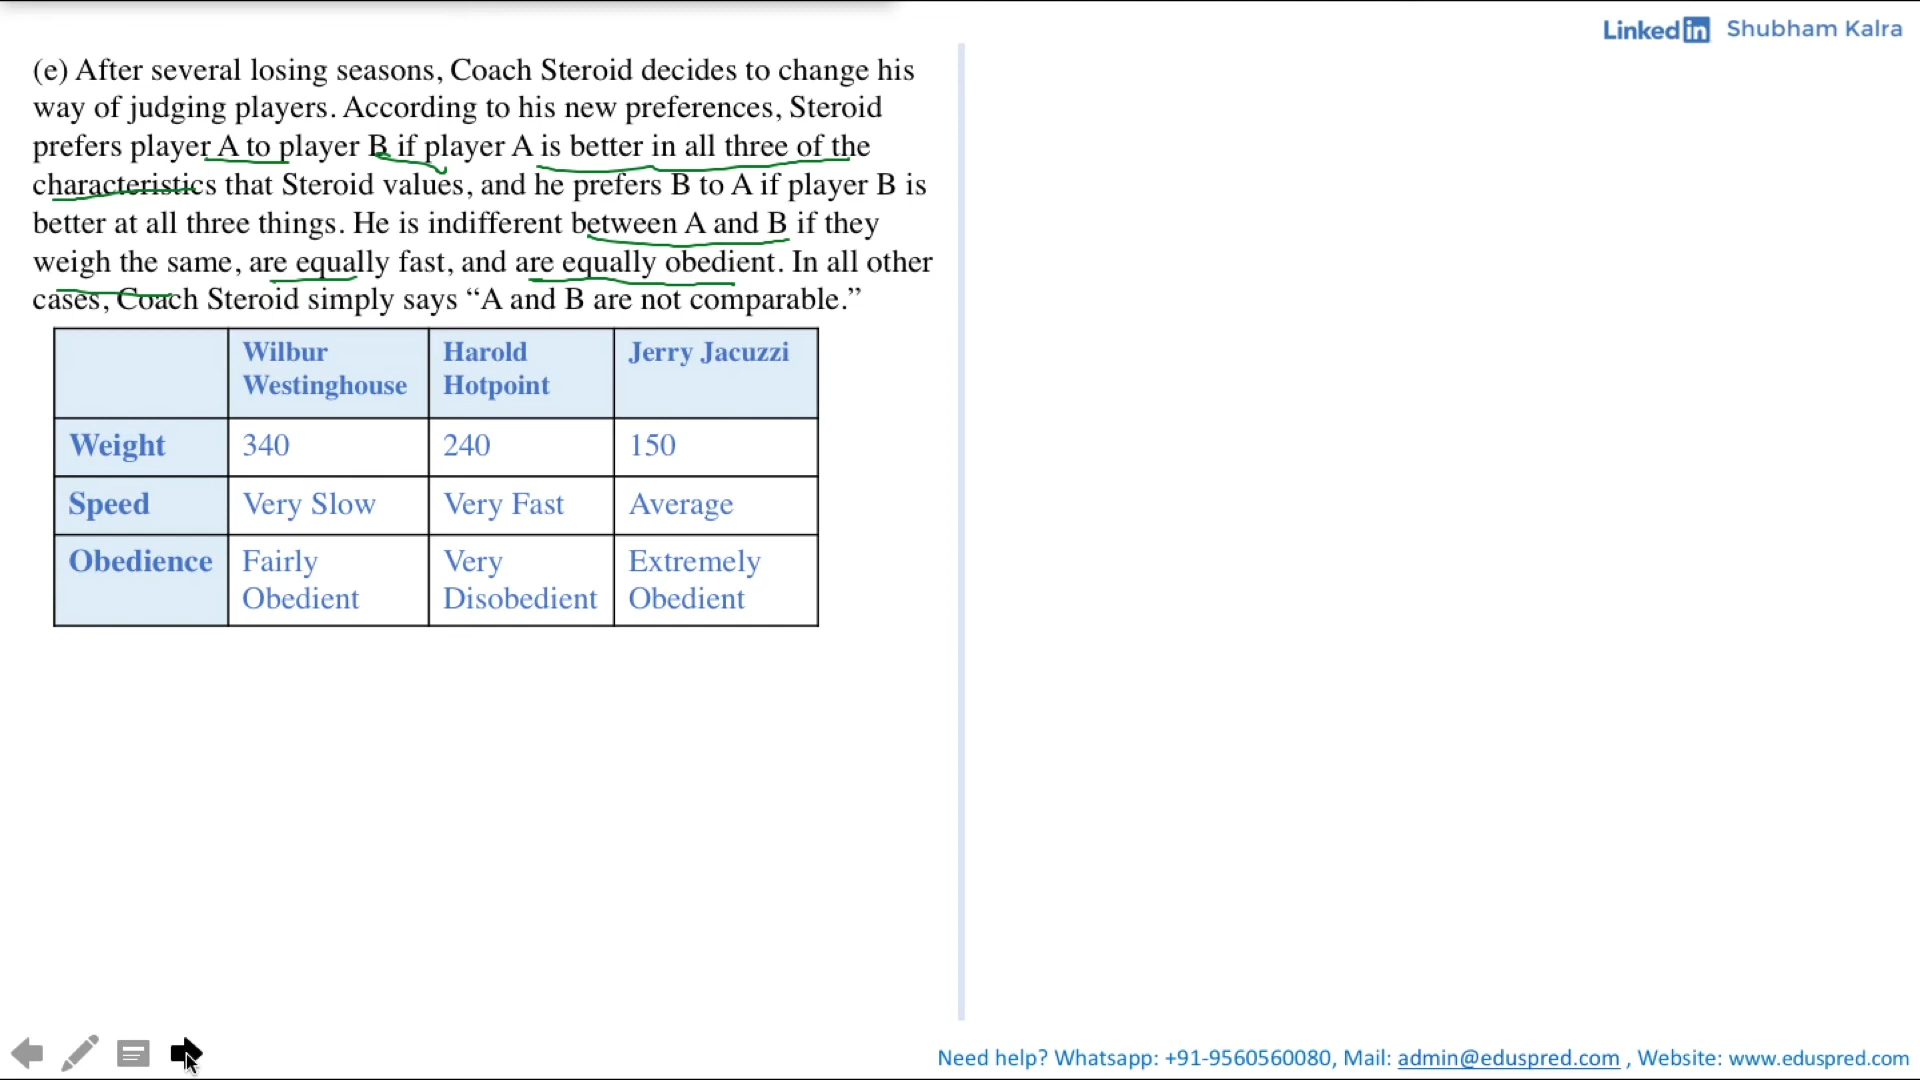 Linked in Shubham Kalra
(e) After several losing seasons, Coach Steroid decides to change his
way of judging players. According to his new preferences, Steroid
prefers player A to player B if player A is better in all three of the
characteristics that Steroid values, and he prefers B to A if player B is
better at all three things. He is indifferent between A and B if they
weigh the same, are equally fast, and are equally obedient. In all other
cases, Coach Steroid simply says “A and B are not comparable.”
Wilbur Westinghouse Harold Hotpoint Jerry Jacuzzi
Weight 340 240 150
Speed Very Slow Very Fast Average
Obedience Fairly Obedient Very Disobedient Extremely Obedient
Need help? Whatsapp: +91-9560560080, Mail: admin@eduspred.com , Website: www.eduspred.com